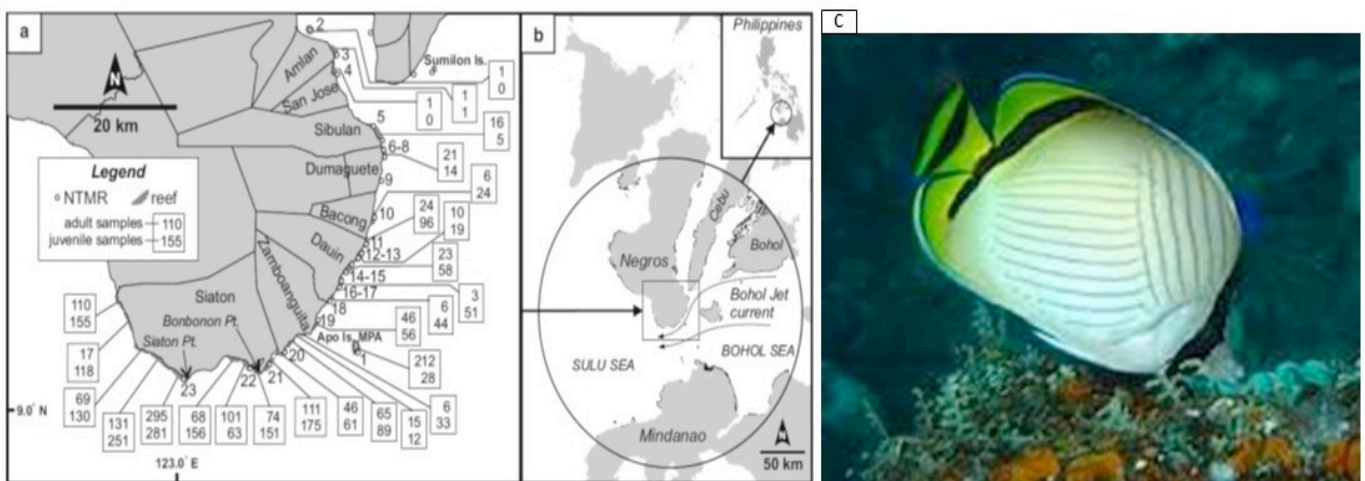 a
2
3
4
Sumilon Is.
1
0
1
1
1
0
N
20 km
Amlan
San Jose
Sibulan
5
16
5
6-8
21
14
Dumaguete
9
6
24
Legend
NTMR
reef
adult samples
110
juvenile samples
155
Bacong
10
24
96
10
19
Dauin
11
12-13
23
58
14-15
3
51
16-17
6
44
Zamboanguita
18
19
46
56
Siaton
Bonbonon Pt.
Siaton Pt.
Apo Is. MPA
1
212
28
110
155
17
118
69
130
20
21
22
23
9.0° N
131
251
295
281
68
156
101
63
74
151
111
175
46
61
65
89
15
12
6
33
123.0° E
b
Philippines
Cebu
Bohol
Negros
Bohol Jet
current
SULU SEA
BOHOL SEA
Mindanao
N
50 km
C